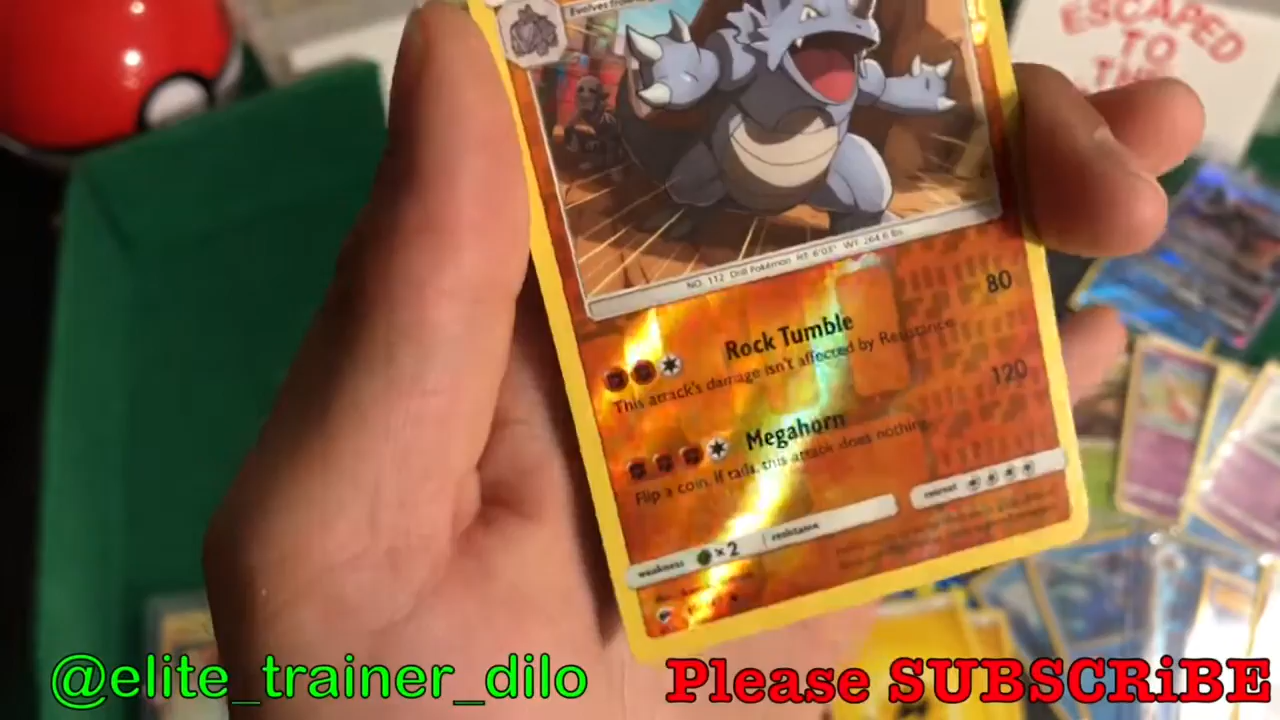 ESCAPED
TO
Evolves from
NO. 112 Drill Pokémon HT: 6'03" WT: 264.6 lbs.
Rock Tumble 80
This attack's damage isn't affected by Resistance.
Megahorn 120
Flip a coin. If tails, this attack does nothing.
weakness ×2 resistance retreat
@elite_trainer_dilo
Please SUBSCRiBE